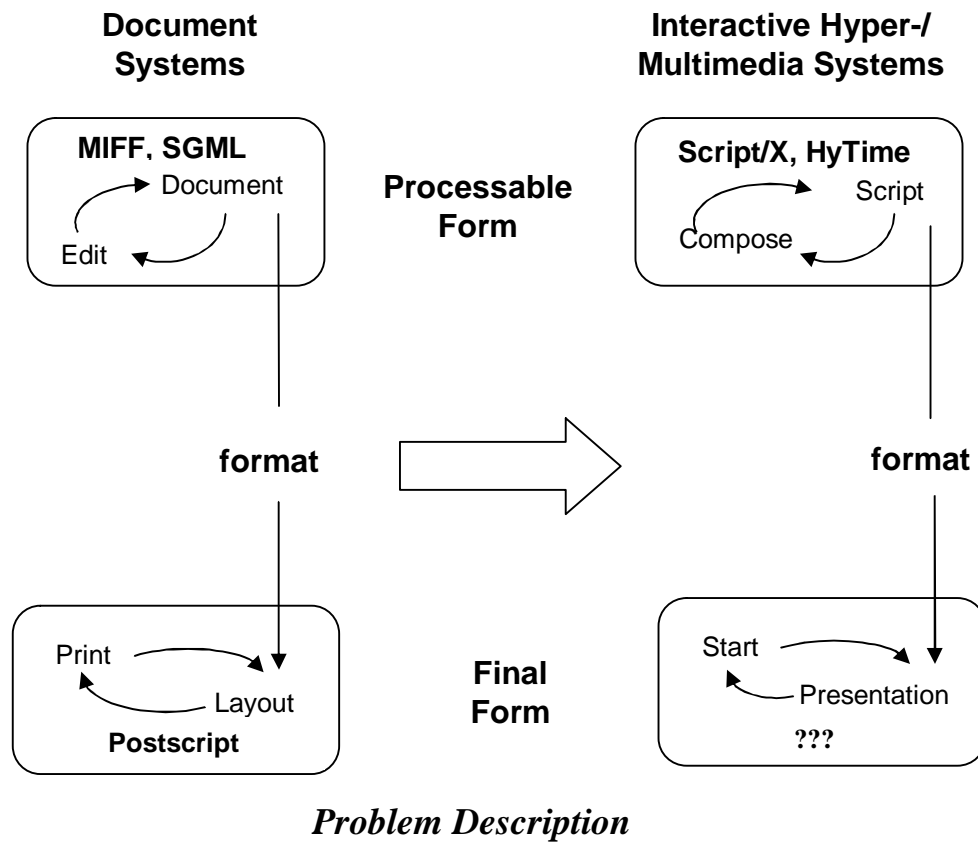 Document
Systems
Interactive Hyper-/
Multimedia Systems
MIFF, SGML
Document
Edit
Processable
Form
Script/X, HyTime
Script
Compose
format
format
Print
Layout
Postscript
Final
Form
Start
Presentation
???
Problem Description